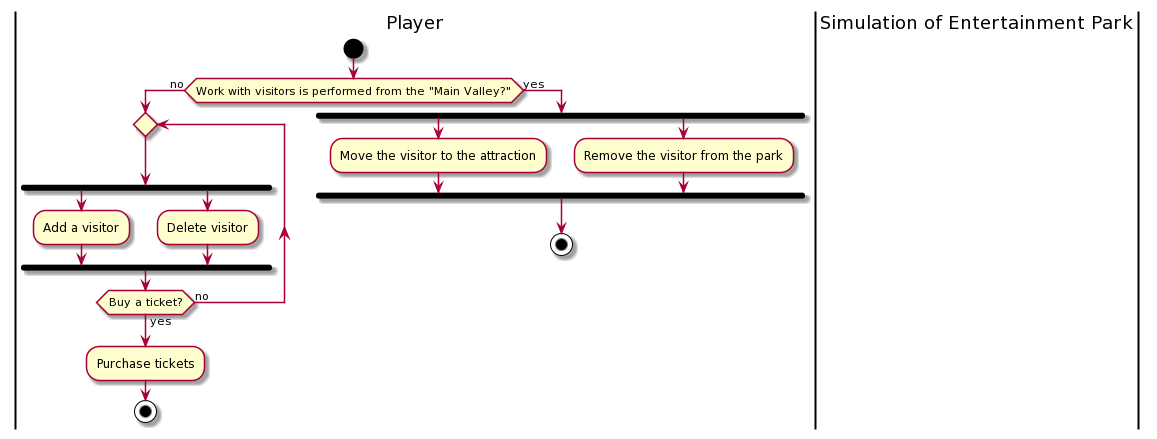 Player
Simulation of Entertainment Park
no
Work with visitors is performed from the "Main Valley?"
yes
Move the visitor to the attraction
Remove the visitor from the park
Add a visitor
Delete visitor
Buy a ticket?
no
yes
Purchase tickets